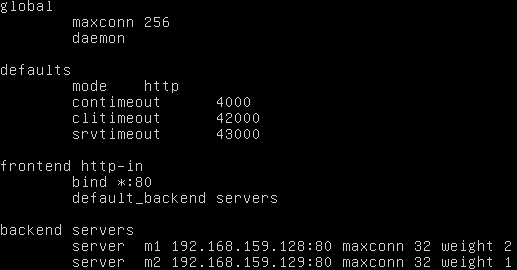 global
        maxconn 256
        daemon

defaults
        mode    http
        contimeout      4000
        clitimeout      42000
        srvtimeout      43000

frontend http-in
        bind *:80
        default_backend servers

backend servers
        server  m1 192.168.159.128:80 maxconn 32 weight 2
        server  m2 192.168.159.129:80 maxconn 32 weight 1